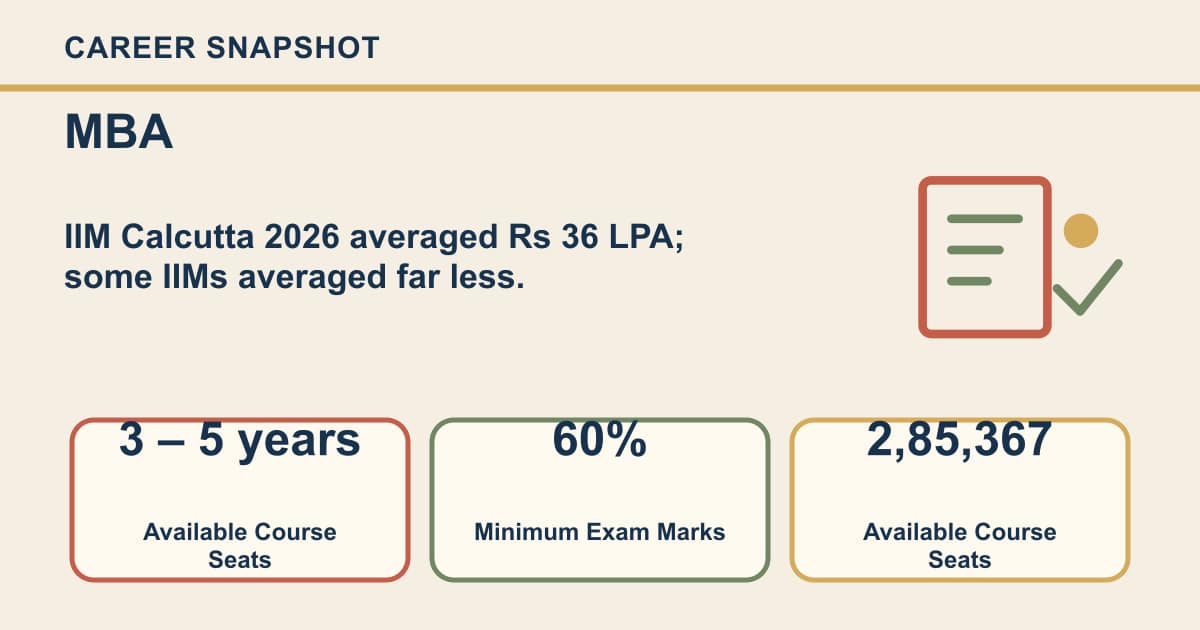 CAREER SNAPSHOT
MBA
IIM Calcutta 2026 averaged Rs 36 LPA;
some IIMs averaged far less.
3 – 5 years
Available Course
Seats
60%
Minimum Exam Marks
2,85,367
Available Course
Seats